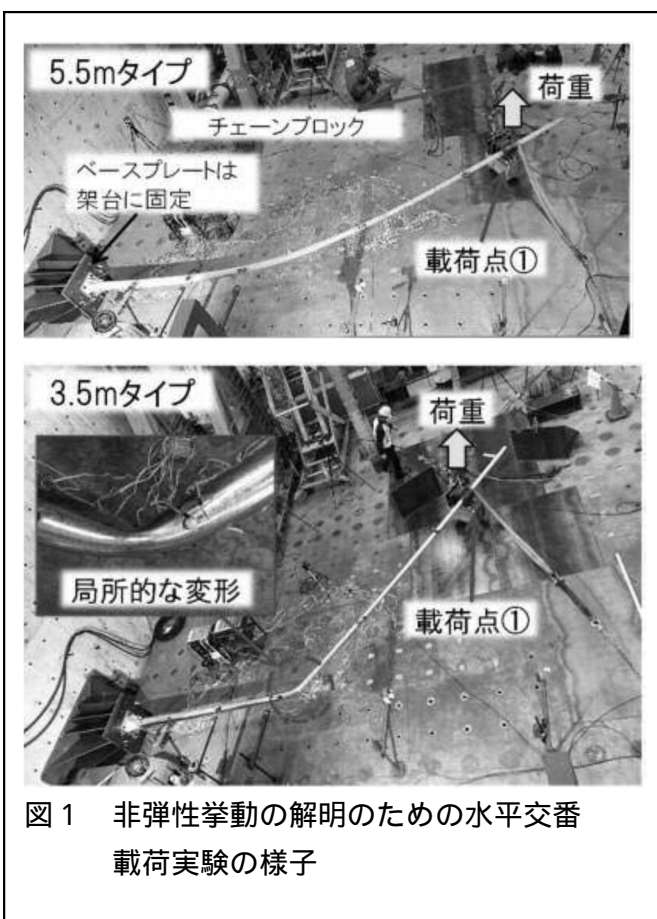 5.5mタイプ
荷重
チェーンブロック
ベースプレートは
架台に固定
載荷点①
3.5mタイプ
荷重
局所的な変形
載荷点①
図1 非弾性挙動の解明のための水平交番
載荷実験の様子